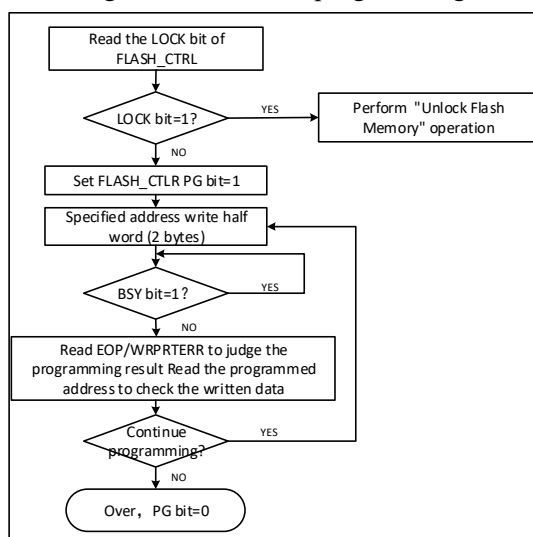 Read the LOCK bit of
FLASH_CTRL
LOCK bit=1?
YES
Perform "Unlock Flash
Memory" operation
NO
Set FLASH_CTLR PG bit=1
Specified address write half
word (2 bytes)
BSY bit=1?
YES
NO
Read EOP/WRPRTERR to judge the
programming result Read the programmed
address to check the written data
Continue
programming?
YES
NO
Over, PG bit=0